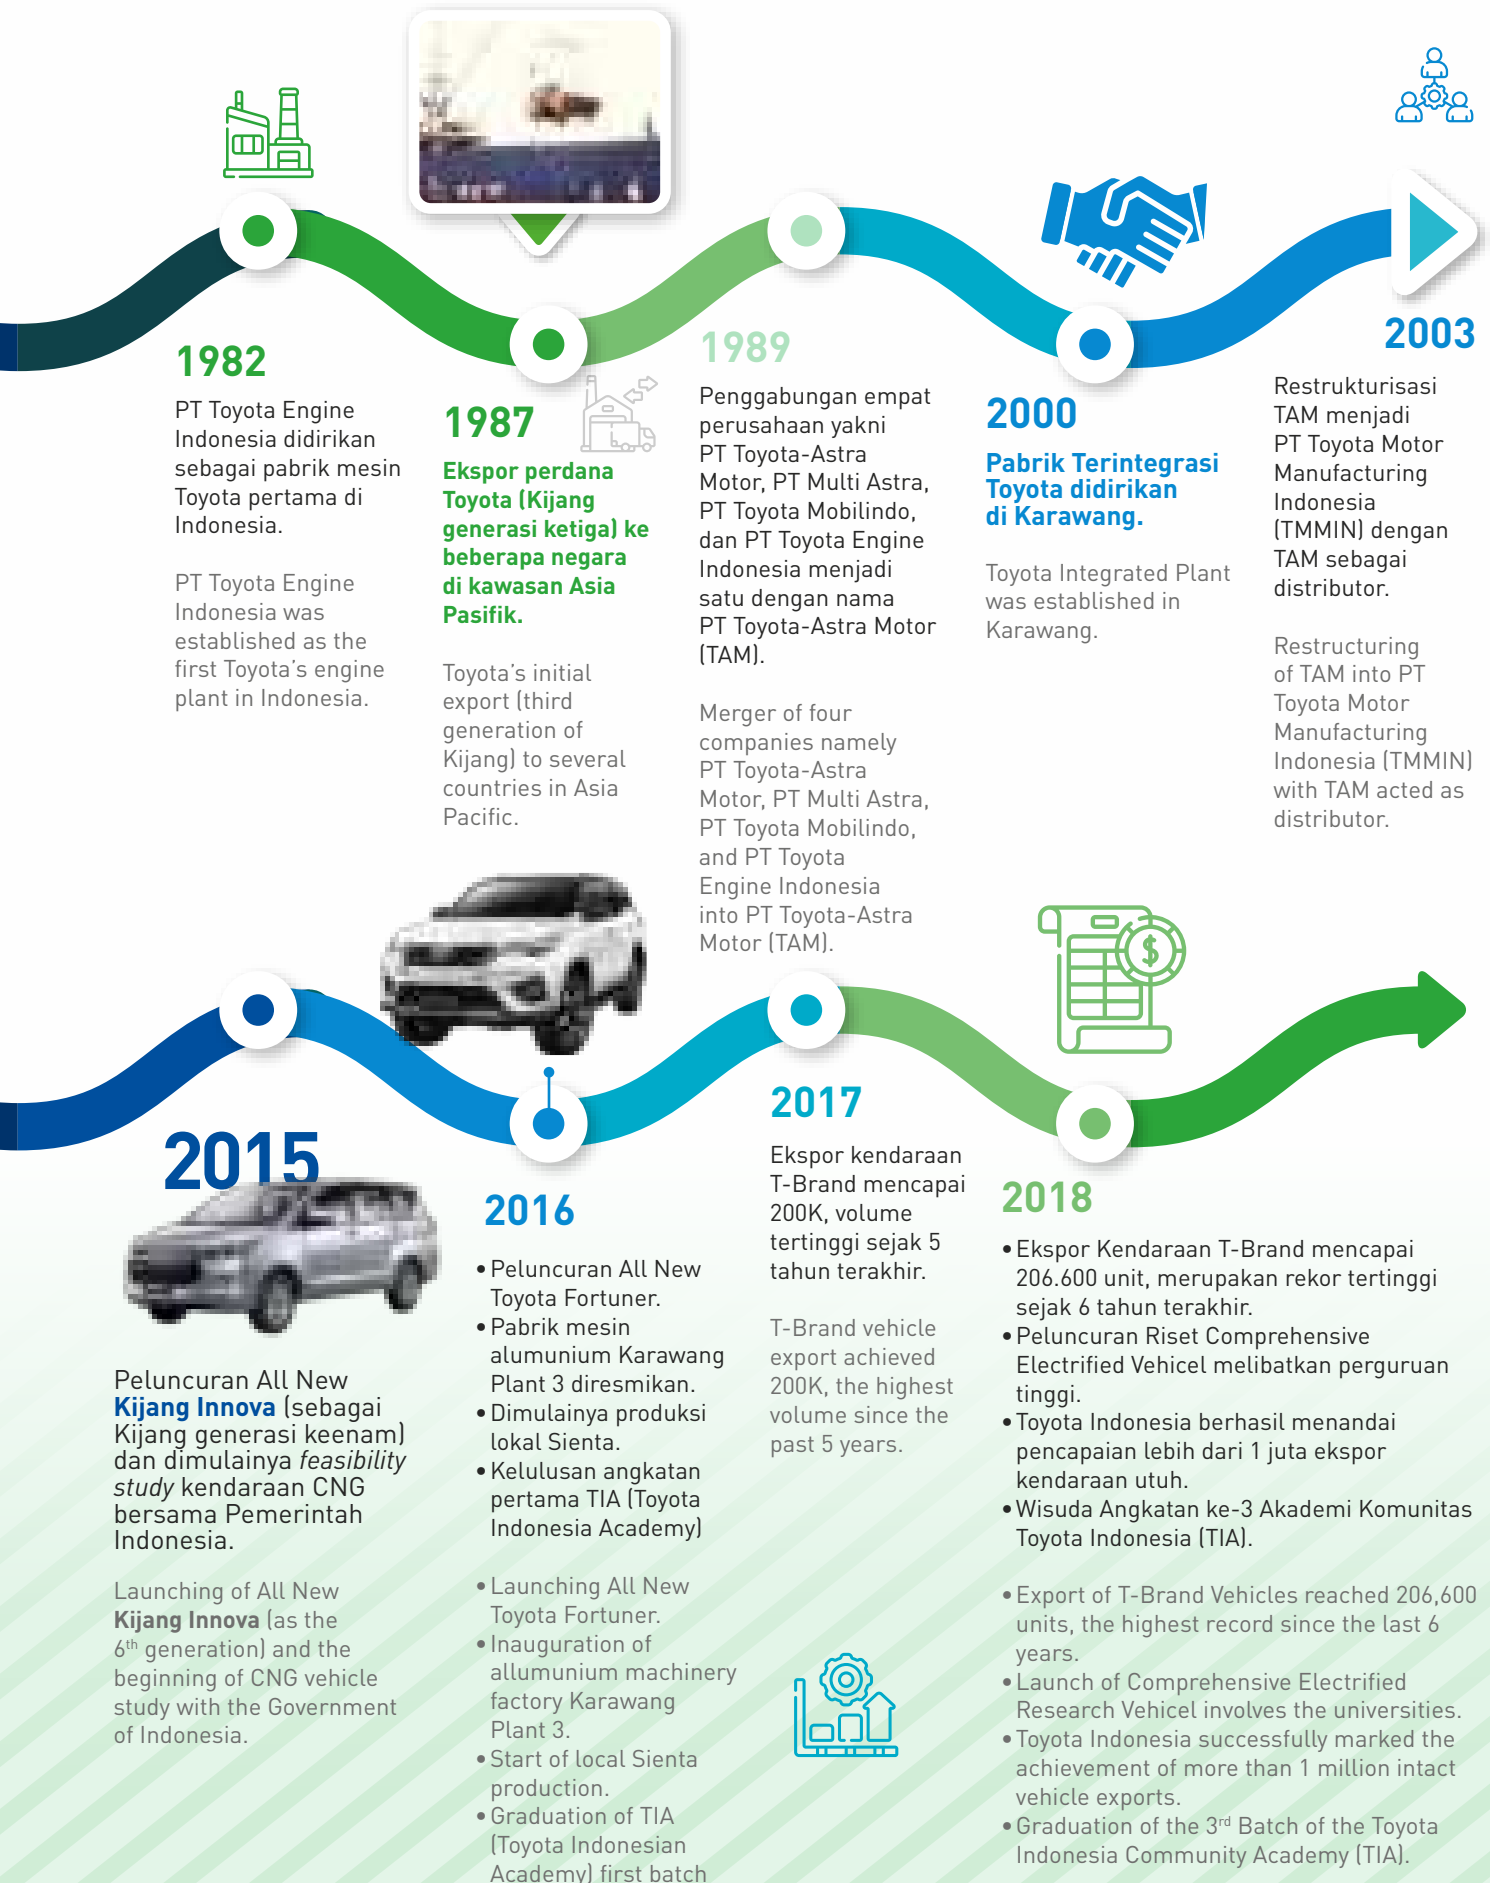 1982
PT Toyota Engine
Indonesia didirikan
sebagai pabrik mesin
Toyota pertama di
Indonesia.
PT Toyota Engine
Indonesia was
established as the
first Toyota's engine
plant in Indonesia.
1987
Ekspor perdana
Toyota (Kijang
generasi ketiga) ke
beberapa negara
di kawasan Asia
Pasifik.
Toyota's initial
export (third
generation of
Kijang) to several
countries in Asia
Pacific.
1989
Penggabungan empat
perusahaan yakni
PT Toyota-Astra
Motor, PT Multi Astra,
PT Toyota Mobilindo,
dan PT Toyota Engine
Indonesia menjadi
satu dengan nama
PT Toyota-Astra Motor
(TAM).
Merger of four
companies namely
PT Toyota-Astra
Motor, PT Multi Astra,
PT Toyota Mobilindo,
and PT Toyota
Engine Indonesia
into PT Toyota-Astra
Motor (TAM).
2000
Pabrik Terintegrasi
Toyota didirikan
di Karawang.
Toyota Integrated Plant
was established in
Karawang.
2003
Restrukturisasi
TAM menjadi
PT Toyota Motor
Manufacturing
Indonesia
(TMMIN) dengan
TAM sebagai
distributor.
Restructuring
of TAM into PT
Toyota Motor
Manufacturing
Indonesia (TMMIN)
with TAM acted as
distributor.
$
2015
Peluncuran All New
Kijang Innova (sebagai
Kijang generasi keenam)
dan dimulainya feasibility
study kendaraan CNG
bersama Pemerintah
Indonesia.
Launching of All New
Kijang Innova (as the
6th generation) and the
beginning of CNG vehicle
study with the Government
of Indonesia.
2016
• Peluncuran All New
Toyota Fortuner.
• Pabrik mesin
alumunium Karawang
Plant 3 diresmikan.
• Dimulainya produksi
lokal Sienta.
• Kelulusan angkatan
pertama TIA (Toyota
Indonesia Academy)
• Launching All New
Toyota Fortuner.
• Inauguration of
allumunium machinery
factory Karawang
Plant 3.
• Start of local Sienta
production.
• Graduation of TIA
(Toyota Indonesian
Academy) first batch
2017
Ekspor kendaraan
T-Brand mencapai
200K, volume
tertinggi sejak 5
tahun terakhir.
T-Brand vehicle
export achieved
200K, the highest
volume since the
past 5 years.
2018
• Ekspor Kendaraan T-Brand mencapai
206.600 unit, merupakan rekor tertinggi
sejak 6 tahun terakhir.
• Peluncuran Riset Comprehensive
Electrified Vehicel melibatkan perguruan
tinggi.
• Toyota Indonesia berhasil menandai
pencapaian lebih dari 1 juta ekspor
kendaraan utuh.
• Wisuda Angkatan ke-3 Akademi Komunitas
Toyota Indonesia (TIA).
• Export of T-Brand Vehicles reached 206,600
units, the highest record since the last 6
years.
• Launch of Comprehensive Electrified
Research Vehicel involves the universities.
• Toyota Indonesia successfully marked the
achievement of more than 1 million intact
vehicle exports.
• Graduation of the 3rd Batch of the Toyota
Indonesia Community Academy (TIA).